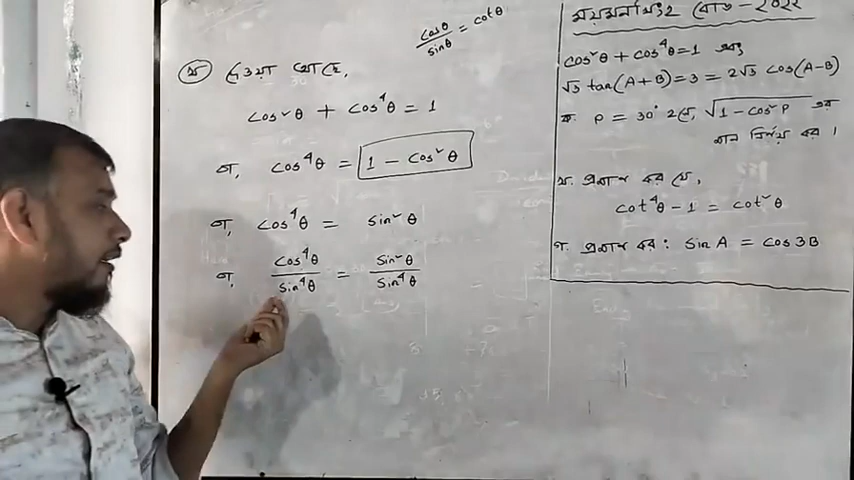 cosθ/sinθ = cotθ
খ দেওয়া আছে,
cos²θ + cos⁴θ = 1
বা, cos⁴θ = 1 - cos²θ
বা, cos⁴θ = sin²θ
বা, cos⁴θ/sin⁴θ = sin²θ/sin⁴θ
ময়মনসিংহ বোর্ড - ২০২২
cos²θ + cos⁴θ = 1 এবং
√3 tan(A+B) = 3 = 2√3 cos(A-B)
ক. P = 30° হলে, √1 - cos²P এর
মান নির্ণয় কর।
খ. প্রমাণ কর যে,
cot⁴θ - 1 = cot²θ
গ. প্রমাণ কর: sin A = cos 3B